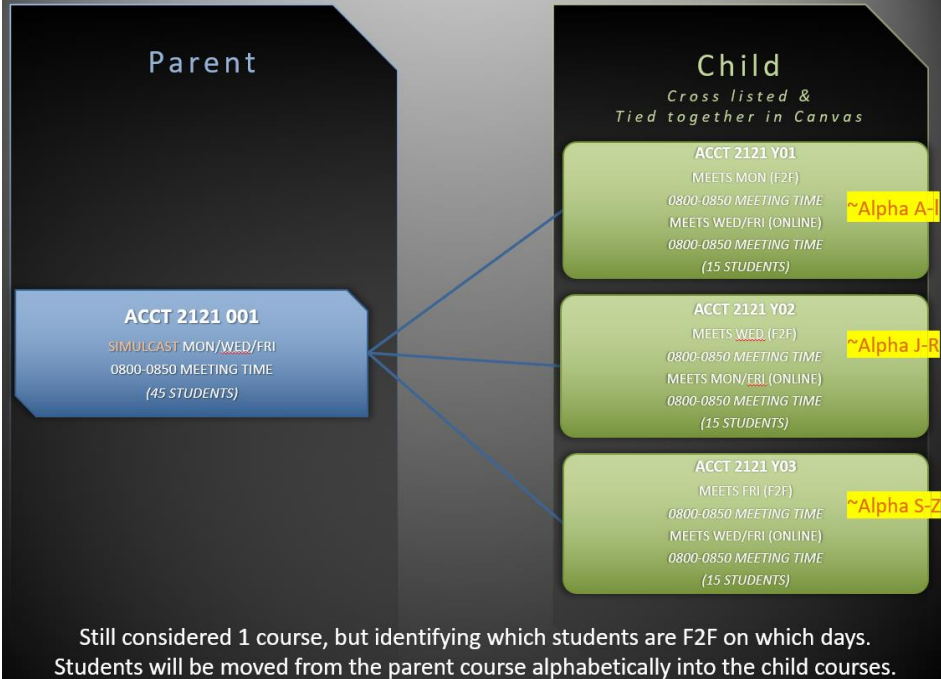 Parent
Child
Cross listed &
Tied together in Canvas
ACCT 2121 001
SIMULCAST MON/WED/FRI
0800-0850 MEETING TIME
(45 STUDENTS)
ACCT 2121 Y01
MEETS MON (F2F)
0800-0850 MEETING TIME
MEETS WED/FRI (ONLINE)
0800-0850 MEETING TIME
(15 STUDENTS)
~Alpha A-I
ACCT 2121 Y02
MEETS WED (F2F)
0800-0850 MEETING TIME
MEETS MON/FRI (ONLINE)
0800-0850 MEETING TIME
(15 STUDENTS)
~Alpha J-R
ACCT 2121 Y03
MEETS FRI (F2F)
0800-0850 MEETING TIME
MEETS WED/FRI (ONLINE)
0800-0850 MEETING TIME
(15 STUDENTS)
~Alpha S-Z
Still considered 1 course, but identifying which students are F2F on which days.
Students will be moved from the parent course alphabetically into the child courses.